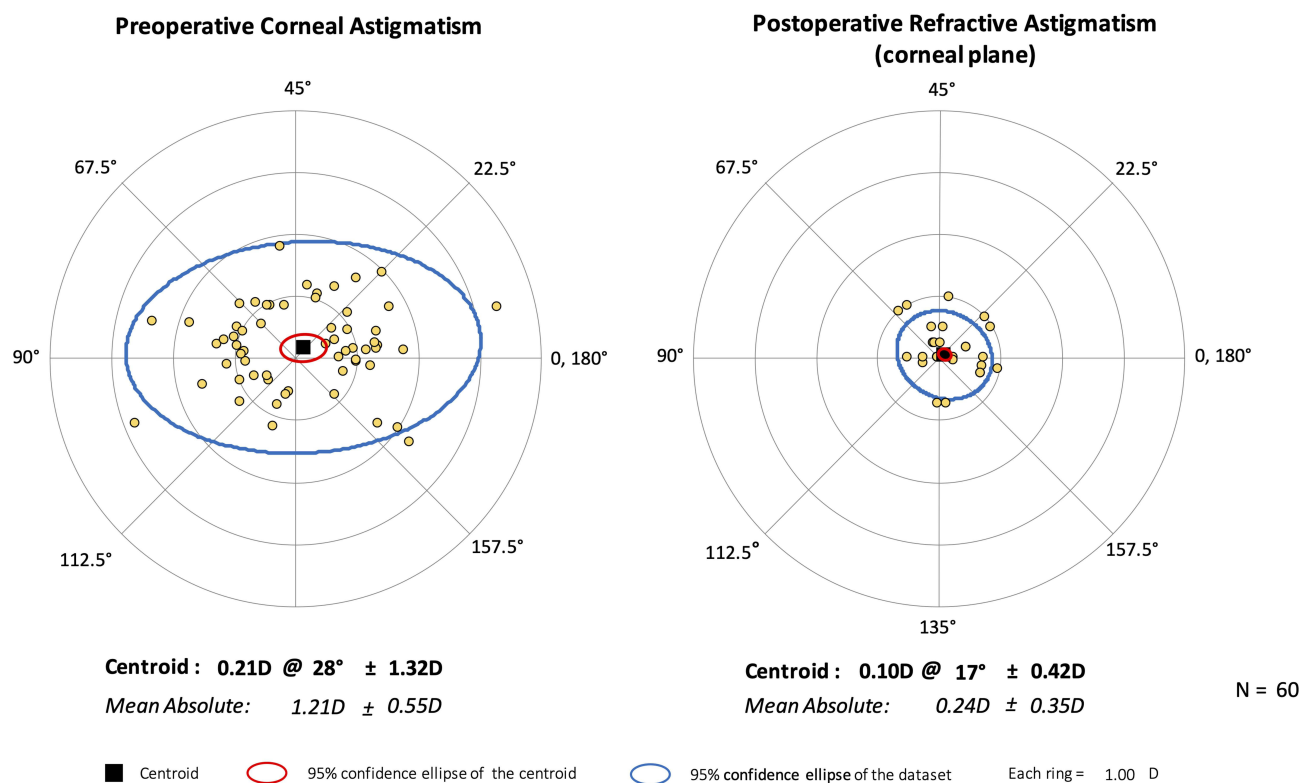 Preoperative Corneal Astigmatism
Postoperative Refractive Astigmatism
(corneal plane)
45°
45°
67.5°
22.5°
67.5°
22.5°
90°
0, 180°
90°
0, 180°
112.5°
157.5°
112.5°
157.5°
135°
Centroid : 0.21D @ 28° ± 1.32D
Mean Absolute: 1.21D ± 0.55D
Centroid : 0.10D @ 17° ± 0.42D
Mean Absolute: 0.24D ± 0.35D
N = 60
Centroid
95% confidence ellipse of the centroid
95% confidence ellipse of the dataset
Each ring = 1.00 D